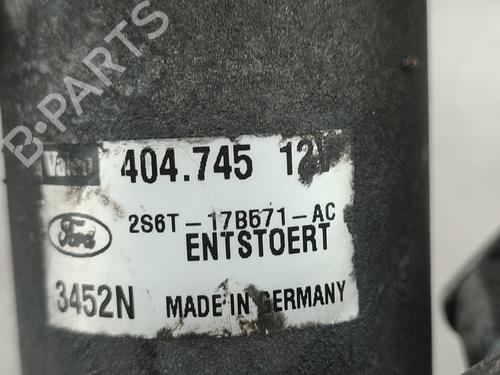 B-PARTS
Valeo 404.745 12V
Ford 2S6T-17B571-AC
ENTSTOERT
3452N MADE IN GERMANY